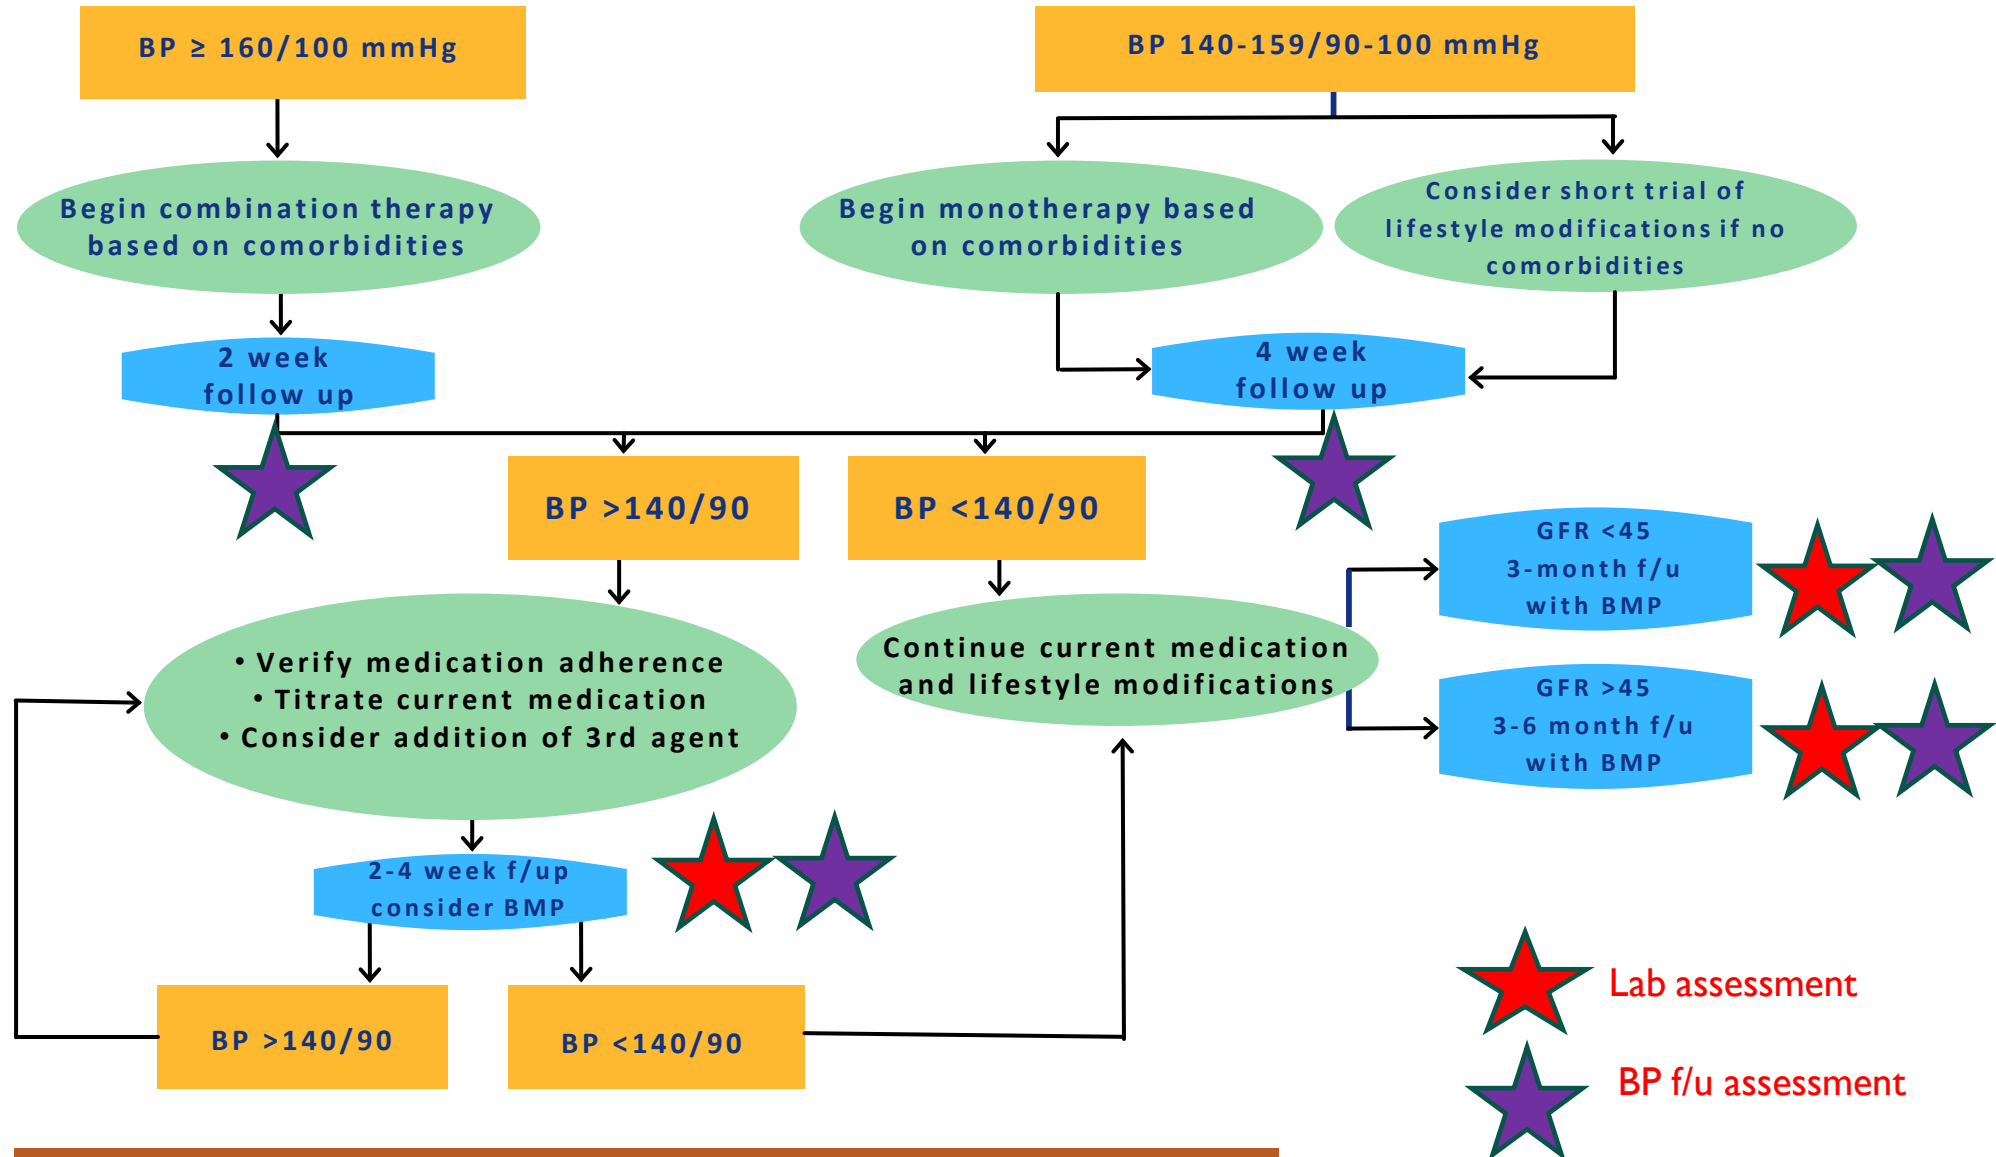 BP ≥ 160/100 mmHg
BP 140-159/90-100 mmHg
Begin combination therapy
based on comorbidities
Begin monotherapy based
on comorbidities
Consider short trial of
lifestyle modifications if no
comorbidities
2 week
follow up
4 week
follow up
BP >140/90
BP <140/90
GFR <45
3-month f/u
with BMP
• Verify medication adherence
• Titrate current medication
• Consider addition of 3rd agent
Continue current medication
and lifestyle modifications
GFR >45
3-6 month f/u
with BMP
2-4 week f/up
consider BMP
BP >140/90
BP <140/90
Lab assessment
BP f/u assessment